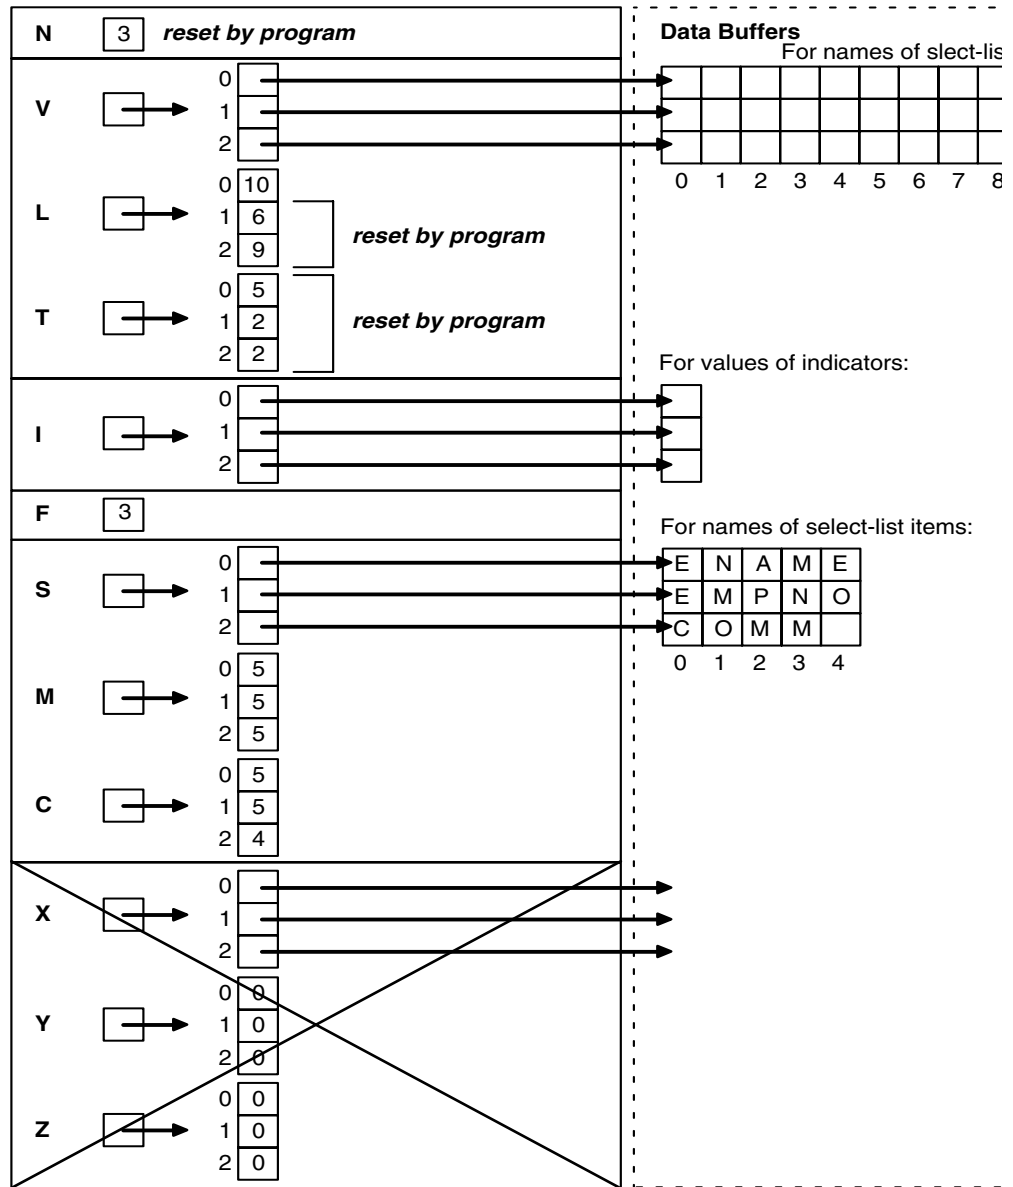 N 3 reset by program
Data Buffers
For names of slect-lis
V
0
1
2
0 1 2 3 4 5 6 7 8
L
0 10
1 6
2 9
reset by program
T
0 5
1 2
2 2
reset by program
For values of indicators:
I
0
1
2
F 3
For names of select-list items:
S
0
1
2
E N A M E
E M P N O
C O M M
0 1 2 3 4
M
0 5
1 5
2 5
C
0 5
1 5
2 4
X
0
1
2
Y
0 0
1 0
2 0
Z
0 0
1 0
2 0